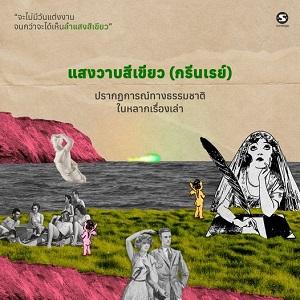 “จะไม่มีวันแต่งงาน
จนกว่าจะได้เห็นลำแสงสีเขียว”
แสงวาบสีเขียว (กรีนเรย์)
ปรากฏการณ์ทางธรรมชาติ
ในหลากเรื่องเล่า